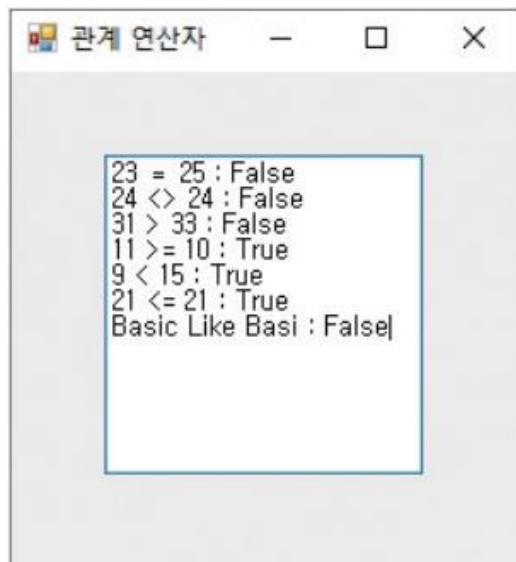 관계 연산자
23 = 25 : False
24 <> 24 : False
31 > 33 : False
11 >= 10 : True
9 < 15 : True
21 <= 21 : True
Basic Like Basi : False